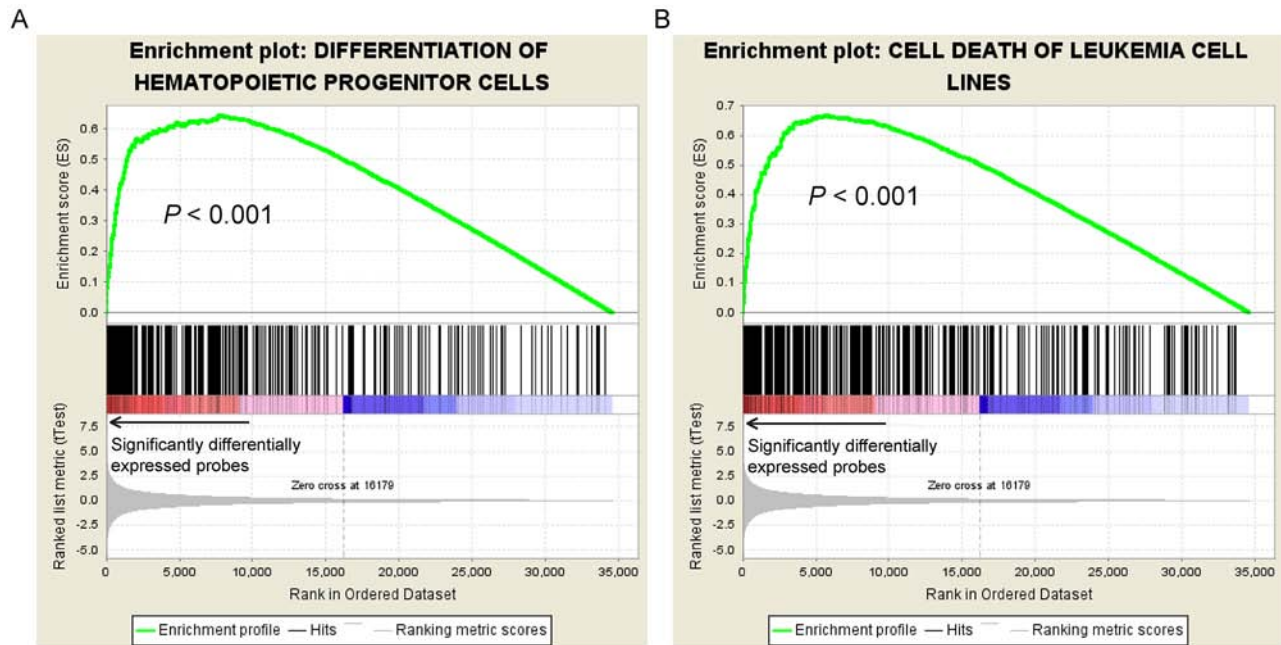 A
Enrichment plot: DIFFERENTIATION OF
HEMATOPOIETIC PROGENITOR CELLS
Enrichment score (ES)
0.6
0.5
0.4
0.3
0.2
0.1
0.0
P < 0.001
Significantly differentially
expressed probes
Zero cross at 16179
Ranked list metric (tTest)
7.5
5.0
2.5
0.0
-2.5
-5.0
0 5,000 10,000 15,000 20,000 25,000 30,000 35,000
Rank in Ordered Dataset
Enrichment profile Hits Ranking metric scores
B
Enrichment plot: CELL DEATH OF LEUKEMIA CELL
LINES
Enrichment score (ES)
0.7
0.6
0.5
0.4
0.3
0.2
0.1
0.0
P < 0.001
Significantly differentially
expressed probes
Zero cross at 16179
Ranked list metric (tTest)
7.5
5.0
2.5
0.0
-2.5
-5.0
0 5,000 10,000 15,000 20,000 25,000 30,000 35,000
Rank in Ordered Dataset
Enrichment profile Hits Ranking metric scores